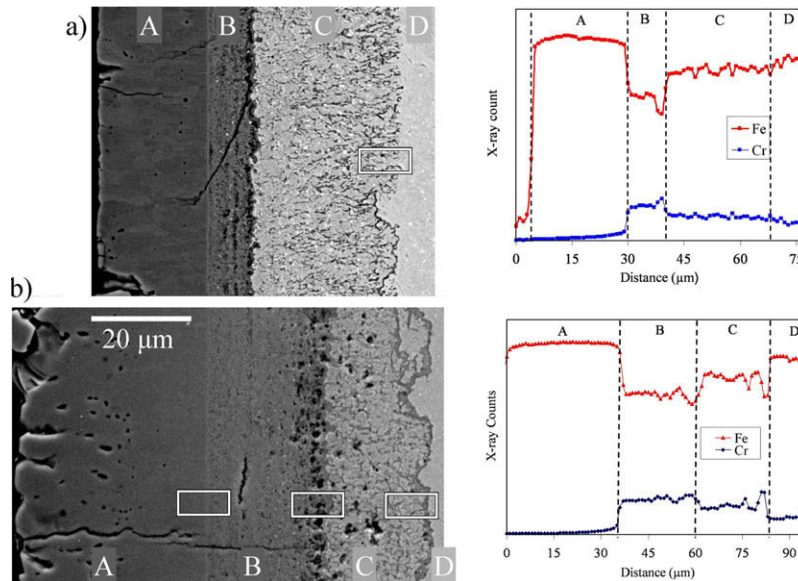 a) A B C D
A B C D
X-ray count
Fe
Cr
0 15 30 45 60 75
Distance (µm)
b)
20 µm
A B C D
A B C D
X-ray Counts
Fe
Cr
0 15 30 45 60 75 90
Distance (µm)